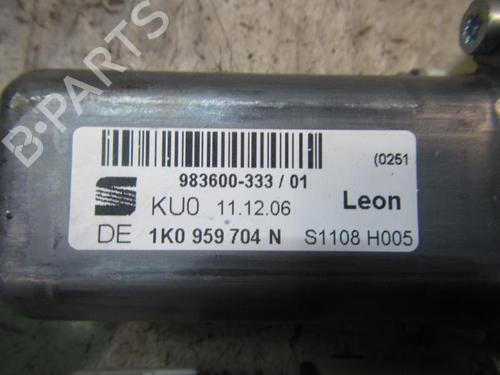 B-PARTS
(0251
983600-333 / 01
KU0 11.12.06 Leon
DE 1K0 959 704 N S1108 H005